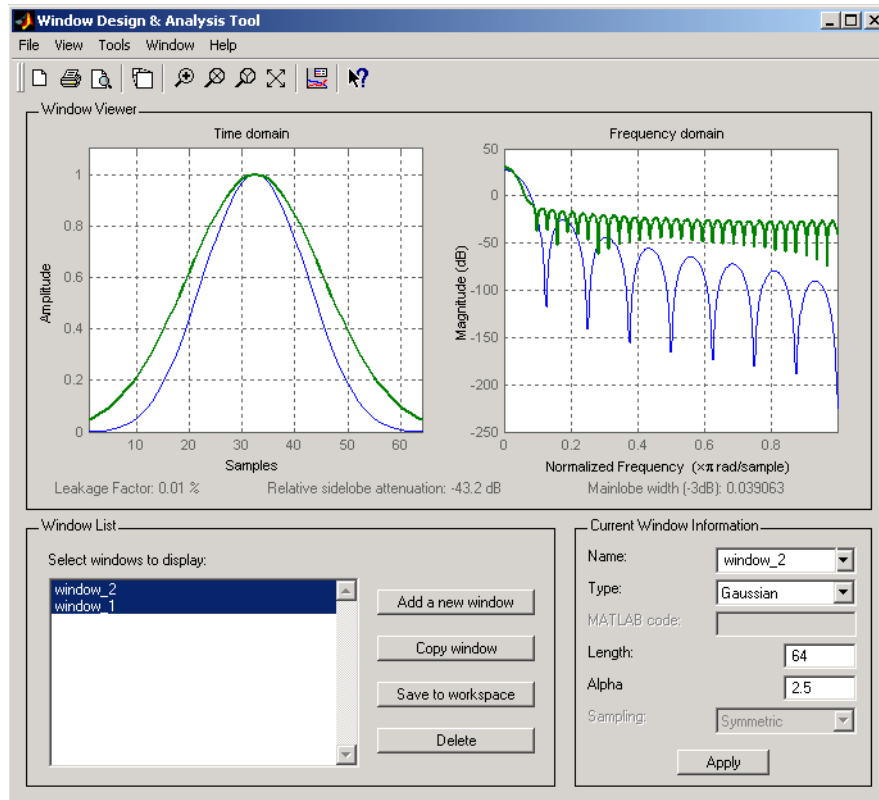 Window Design & Analysis Tool
File View Tools Window Help
Window Viewer
Time domain
Frequency domain
1
0.8
0.6
0.4
0.2
0
Amplitude
10 20 30 40 50 60
Samples
50
0
-50
-100
-150
-200
-250
Magnitude (dB)
0 0.2 0.4 0.6 0.8
Normalized Frequency (×π rad/sample)
Leakage Factor: 0.01 % Relative sidelobe attenuation: -43.2 dB Mainlobe width (-3dB): 0.039063
Window List
Select windows to display:
window_2
window_1
Add a new window
Copy window
Save to workspace
Delete
Current Window Information
Name: window_2
Type: Gaussian
MATLAB code:
Length: 64
Alpha 2.5
Sampling: Symmetric
Apply